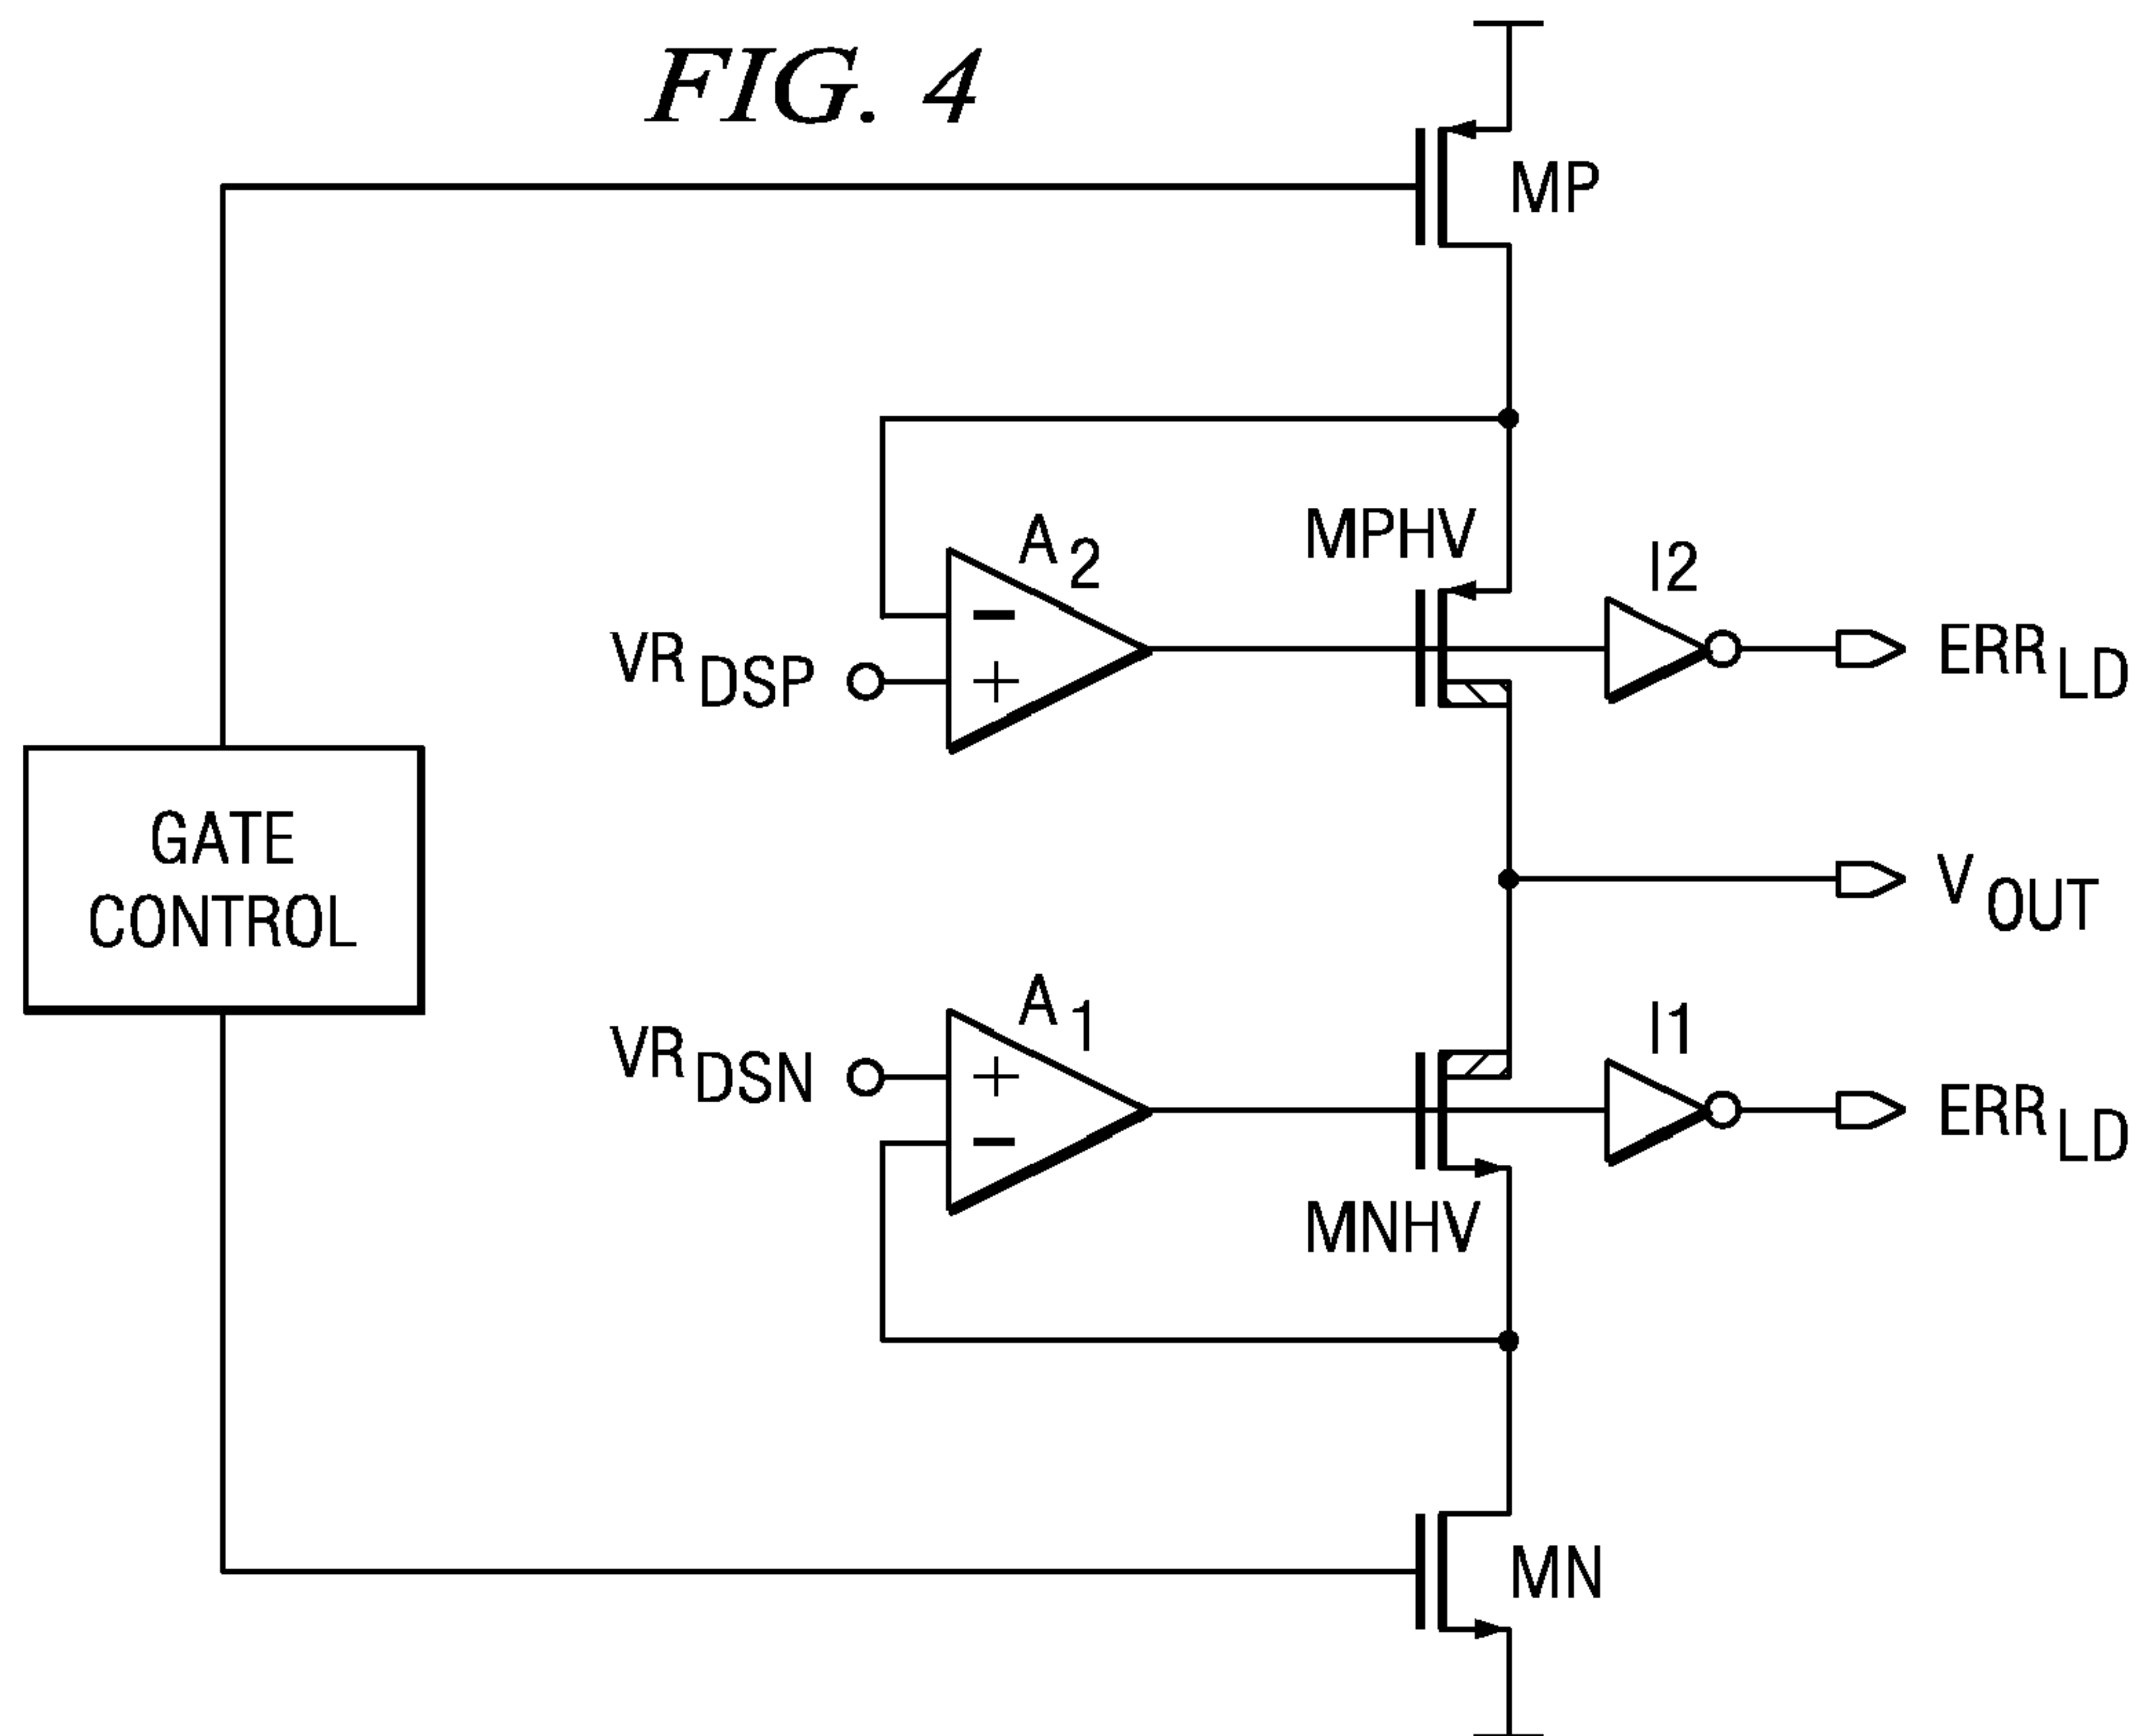 FIG. 4
MP
MPHV
A2
I2
VRDSP
− +
ERRLD
GATE
CONTROL
VOUT
A1
I1
VRDSN
+ −
ERRLD
MNHV
MN